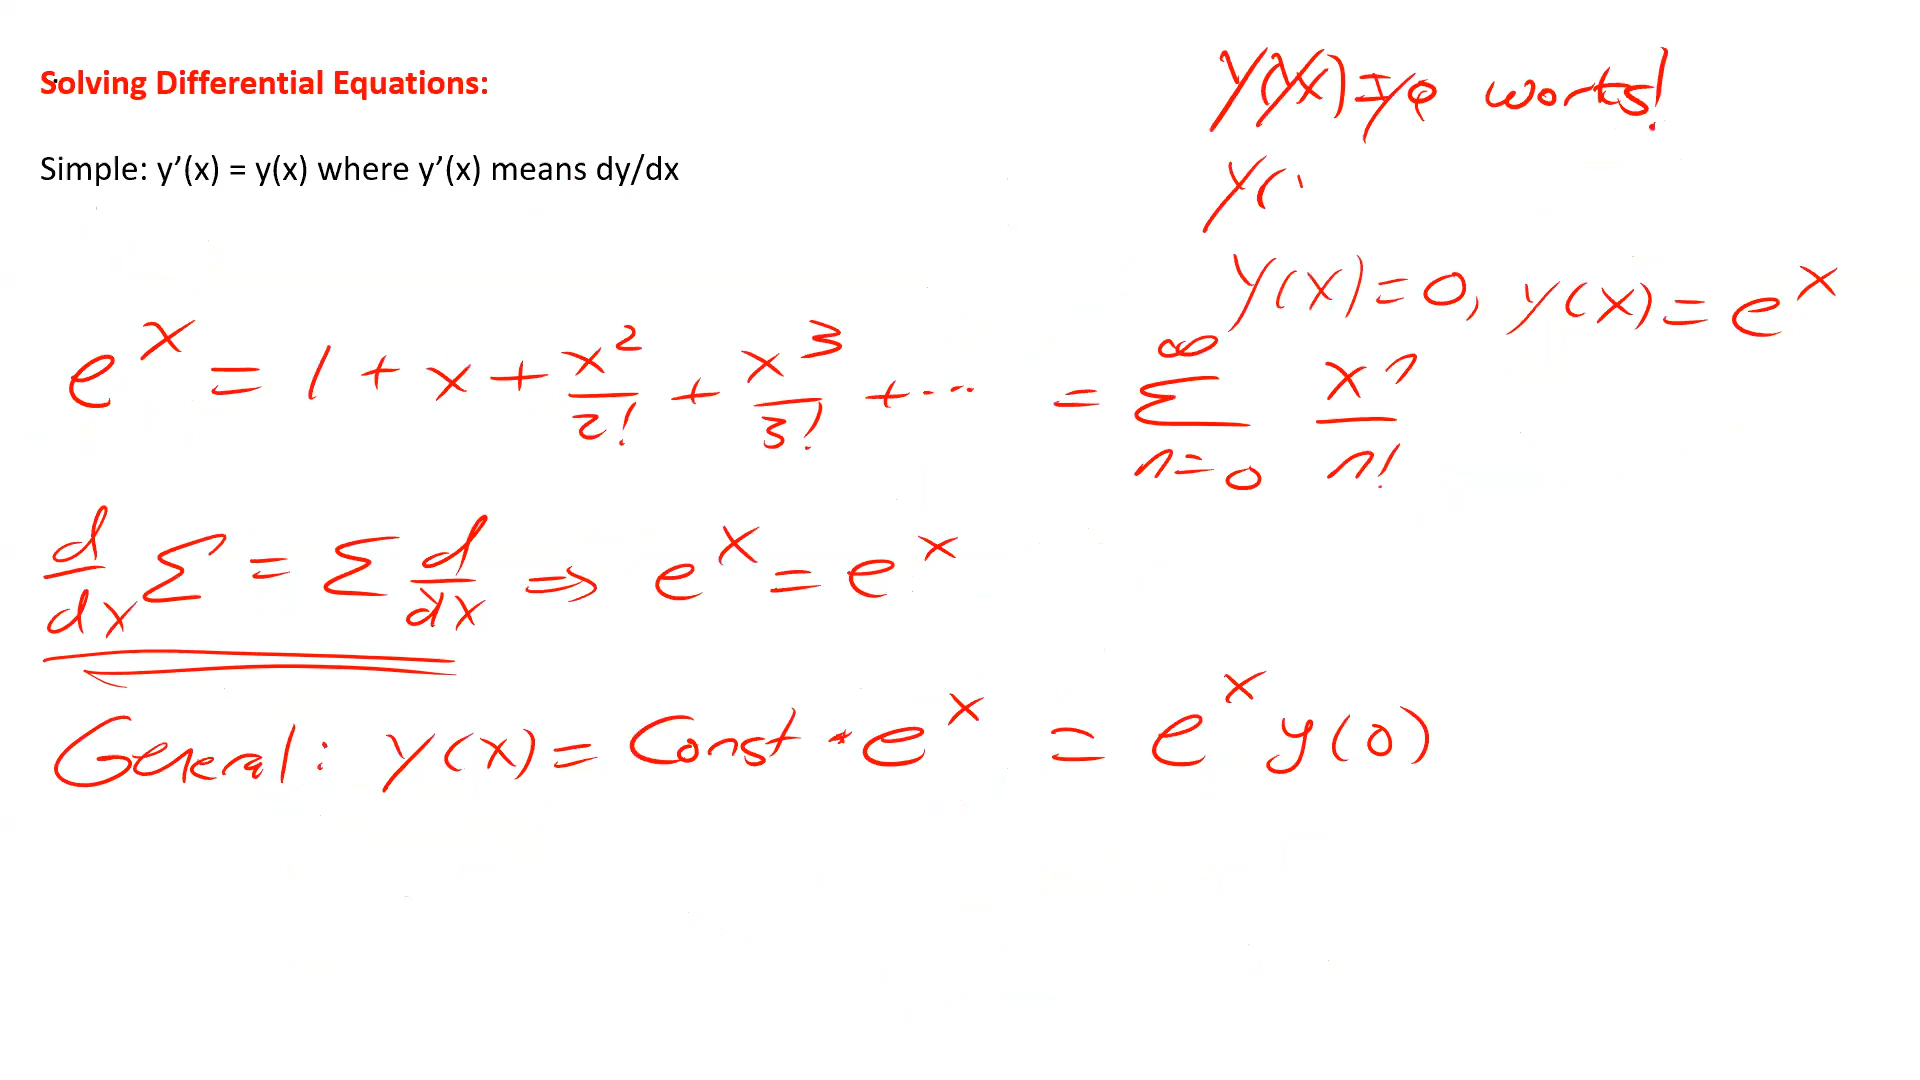 Solving Differential Equations:
works!
Simple: y’(x) = y(x) where y’(x) means dy/dx
y(
y(x) = 0, y(x) = e^x
e^x = 1 + x + x^2/2! + x^3/3! + ... = ∑_{n=0}^{∞} x^n/n!
d/dx ∑ = ∑ d/dx ⇒ e^x = e^x
General: y(x) = Const · e^x = e^x y(0)